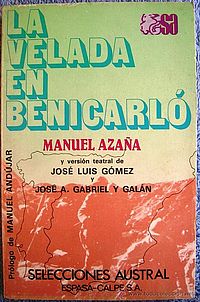 LA
VELADA
EN
BENICARLÓ
MANUEL AZAÑA
y versión teatral de
JOSÉ LUIS GÓMEZ
y
JOSÉ A. GABRIEL Y GALÁN
Prólogo de MANUEL ANDÚJAR
SELECCIONES AUSTRAL
ESPASA-CALPE, S.A.